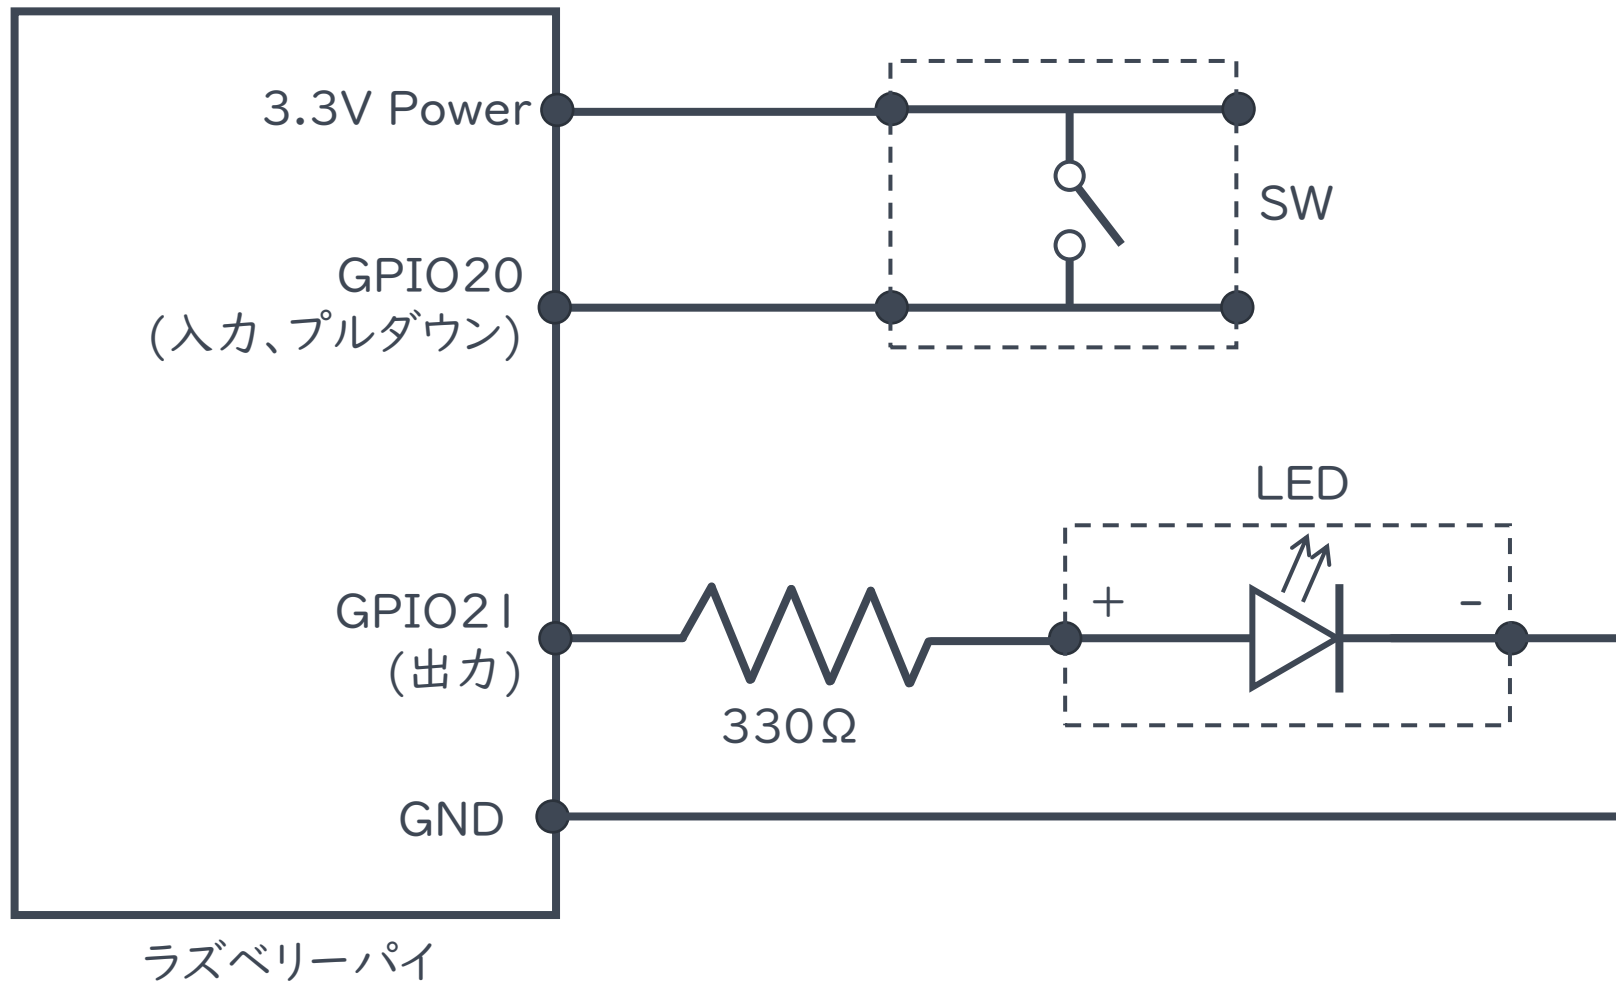 3.3V Power
SW
GPIO20
(入力、プルダウン)
LED
+
-
GPIO21
(出力)
330Ω
GND
ラズベリーパイ